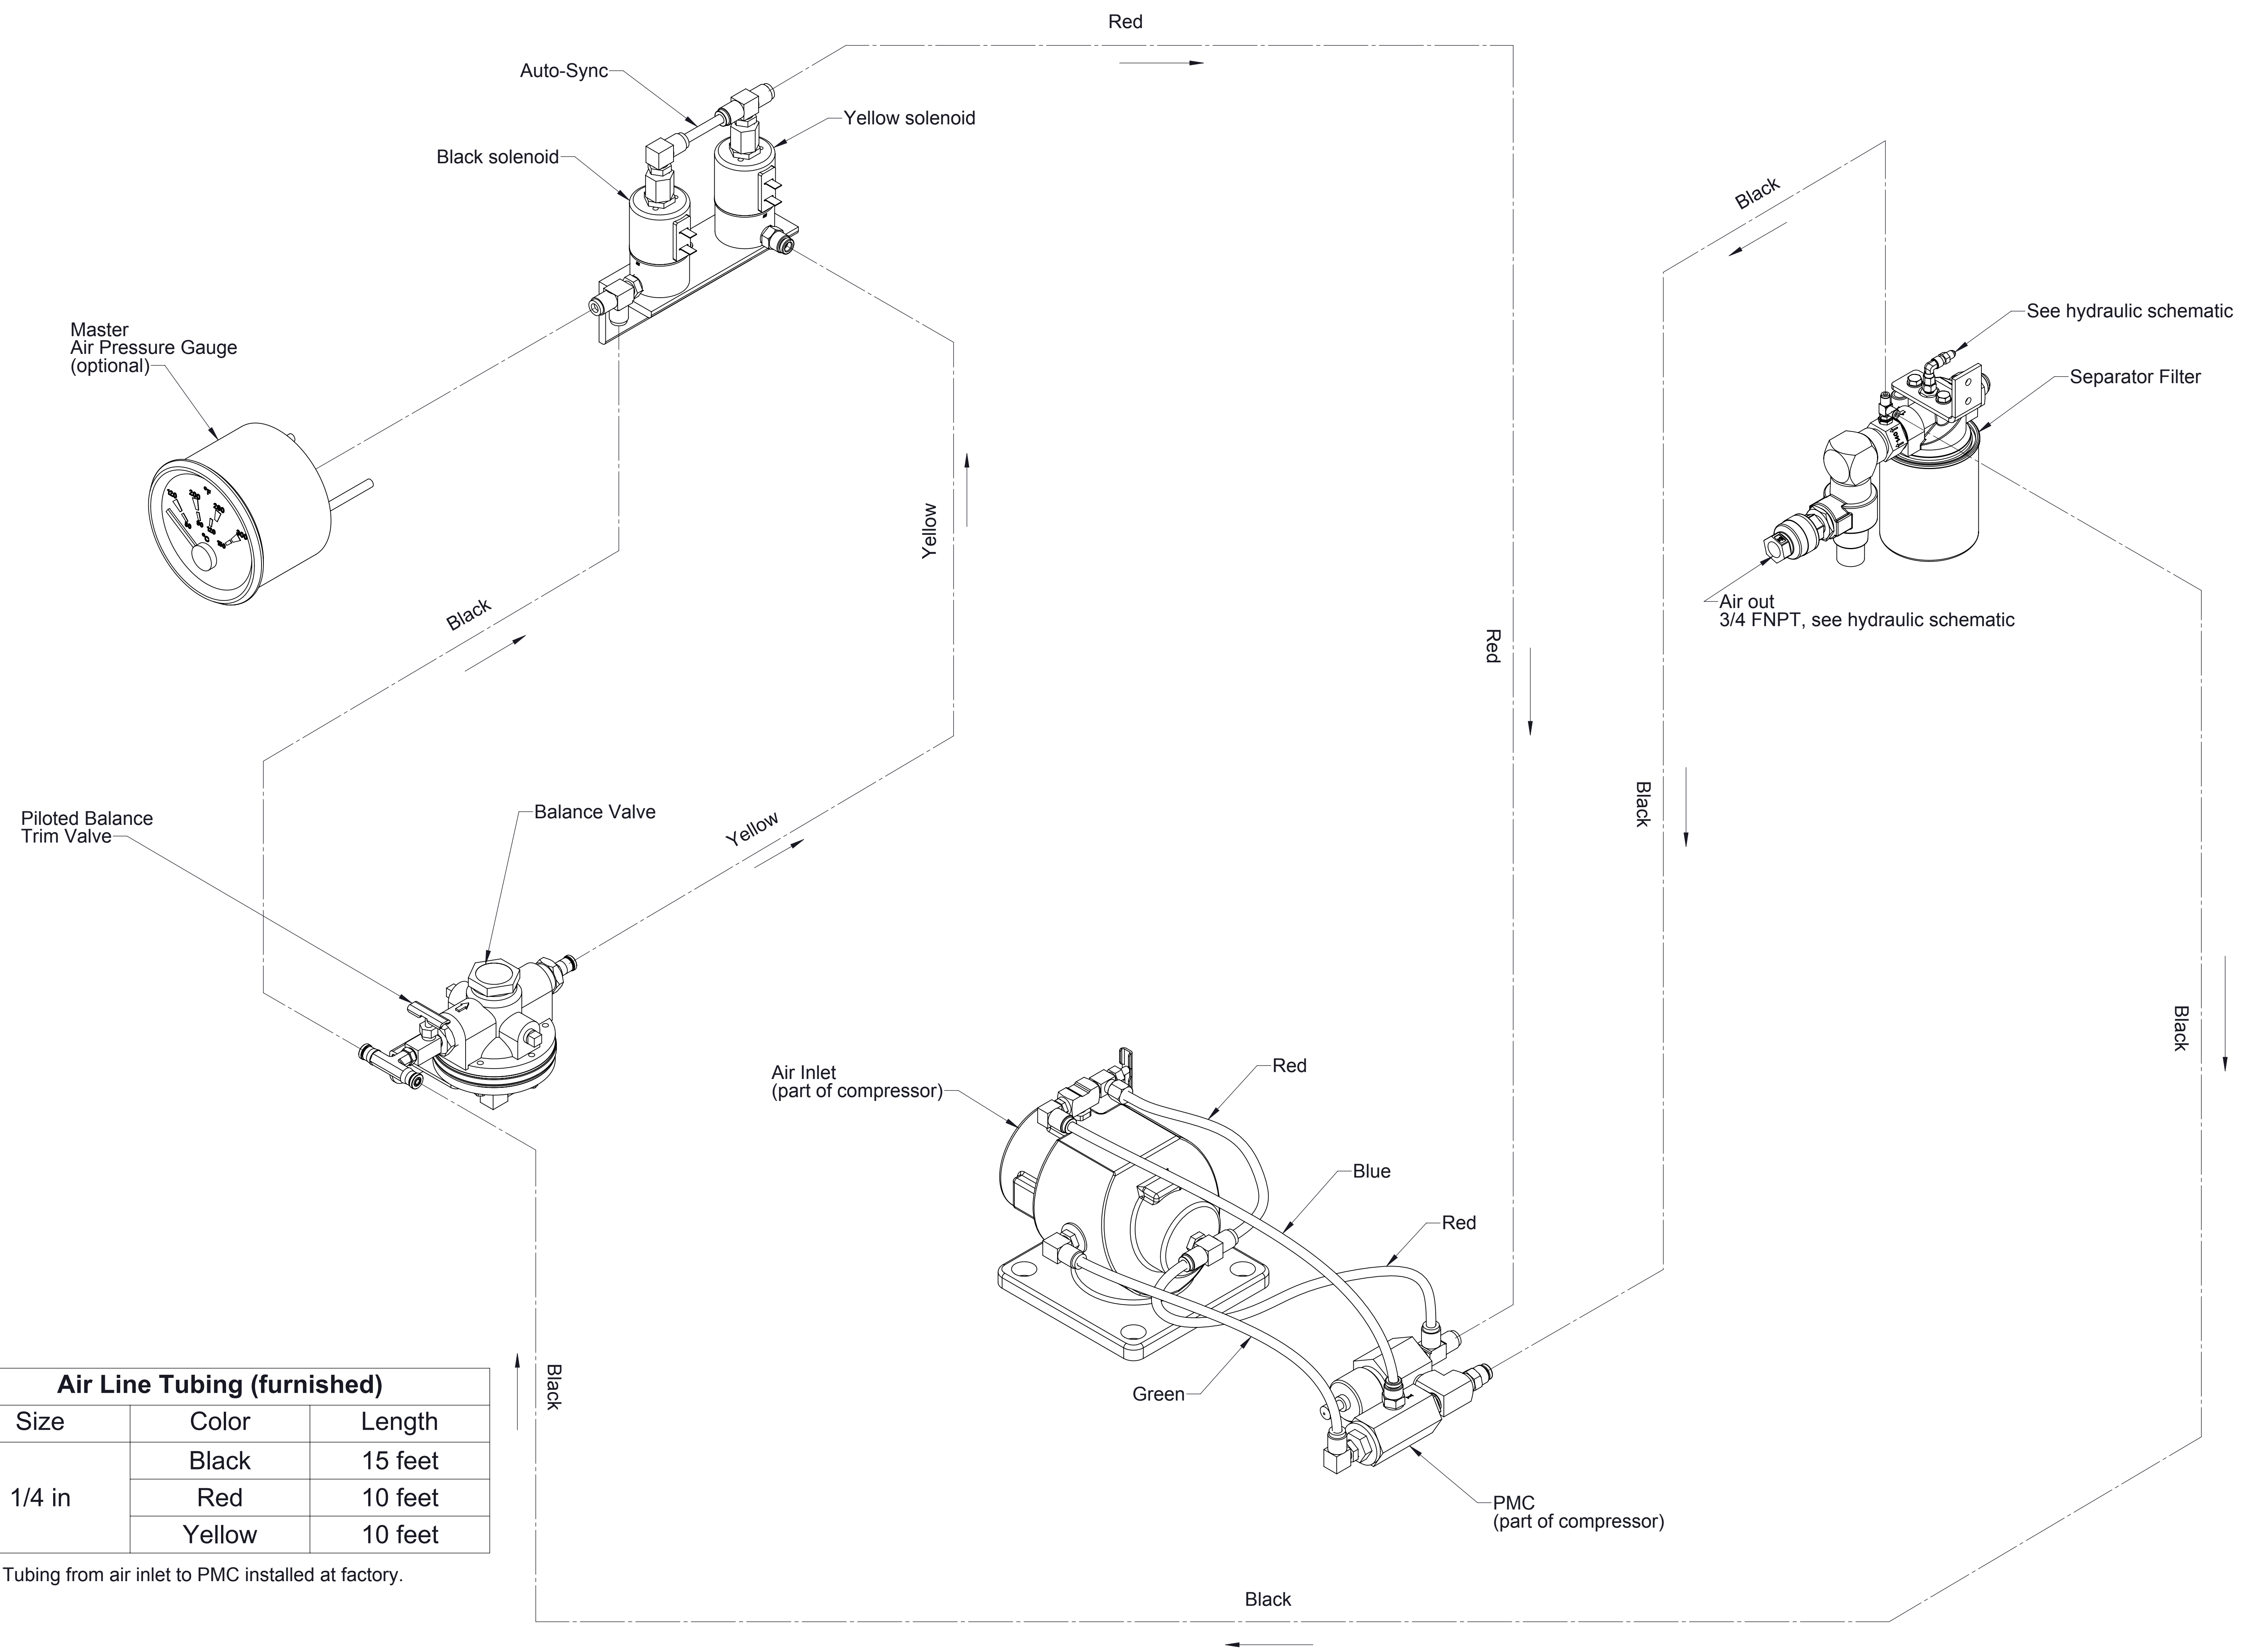 Red
Auto-Sync
Yellow solenoid
Black solenoid
Black
See hydraulic schematic
Master
Air Pressure Gauge
(optional)
Separator Filter
Yellow
Black
Air out
3/4 FNPT, see hydraulic schematic
Red
Black
Piloted Balance
Trim Valve
Balance Valve
Yellow
Black
Air Inlet
(part of compressor)
Red
Blue
Red
Green
Black
PMC
(part of compressor)
Air Line Tubing (furnished)
Size Color Length
1/4 in
Black 15 feet
Red 10 feet
Yellow 10 feet
Tubing from air inlet to PMC installed at factory.
Black